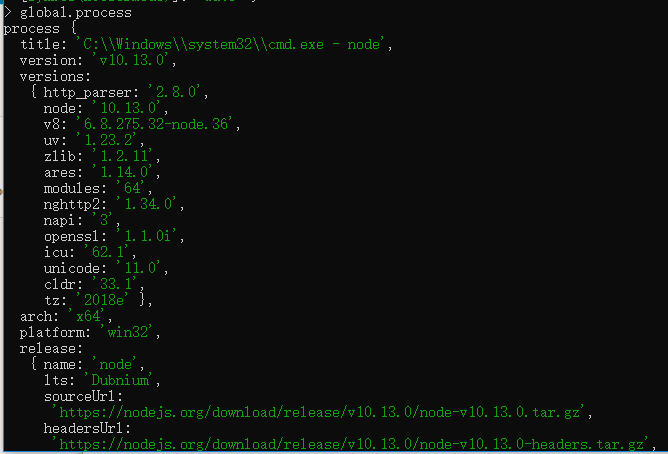 > global.process
process {
  title: 'C:\\Windows\\system32\\cmd.exe - node',
  version: 'v10.13.0',
  versions:
   { http_parser: '2.8.0',
     node: '10.13.0',
     v8: '6.8.275.32-node.36',
     uv: '1.23.2',
     zlib: '1.2.11',
     ares: '1.14.0',
     modules: '64',
     nghttp2: '1.34.0',
     napi: '3',
     openssl: '1.1.0i',
     icu: '62.1',
     unicode: '11.0',
     cldr: '33.1',
     tz: '2018e' },
  arch: 'x64',
  platform: 'win32',
  release:
   { name: 'node',
     lts: 'Dubnium',
     sourceUrl:
      'https://nodejs.org/download/release/v10.13.0/node-v10.13.0.tar.gz',
     headersUrl:
      'https://nodejs.org/download/release/v10.13.0/node-v10.13.0-headers.tar.gz',